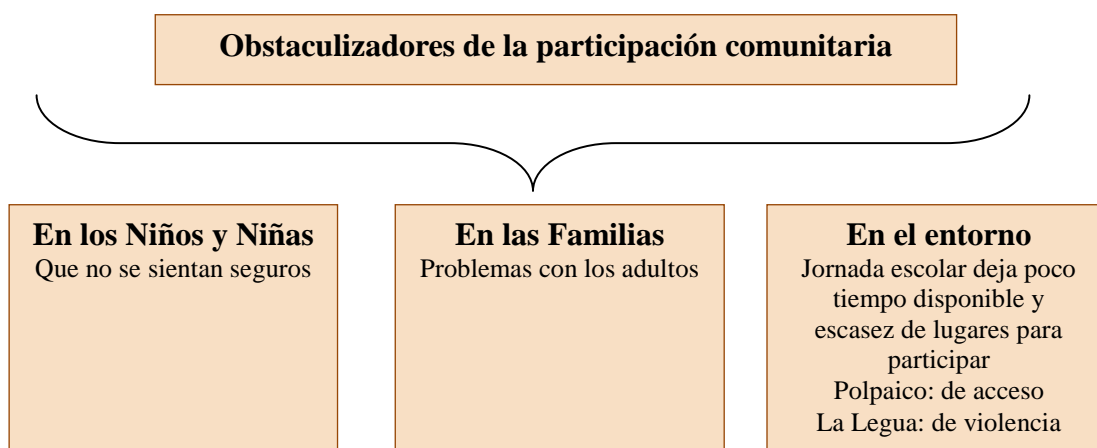 Obstaculizadores de la participación comunitaria
En los Niños y Niñas
Que no se sientan seguros
En las Familias
Problemas con los adultos
En el entorno
Jornada escolar deja poco
tiempo disponible y
escasez de lugares para
participar
Polpaico: de acceso
La Legua: de violencia